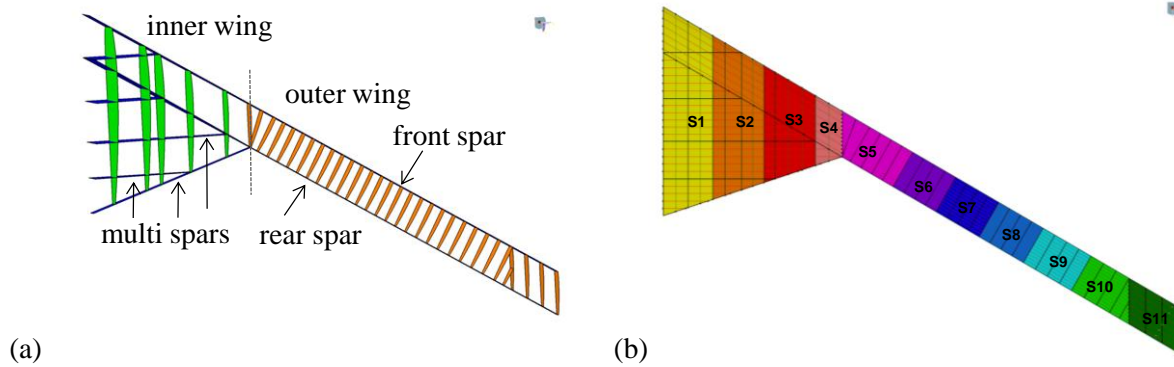 inner wing
outer wing
front spar
multi spars
rear spar
(a)
S1
S2
S3
S4
S5
S6
S7
S8
S9
S10
S11
(b)